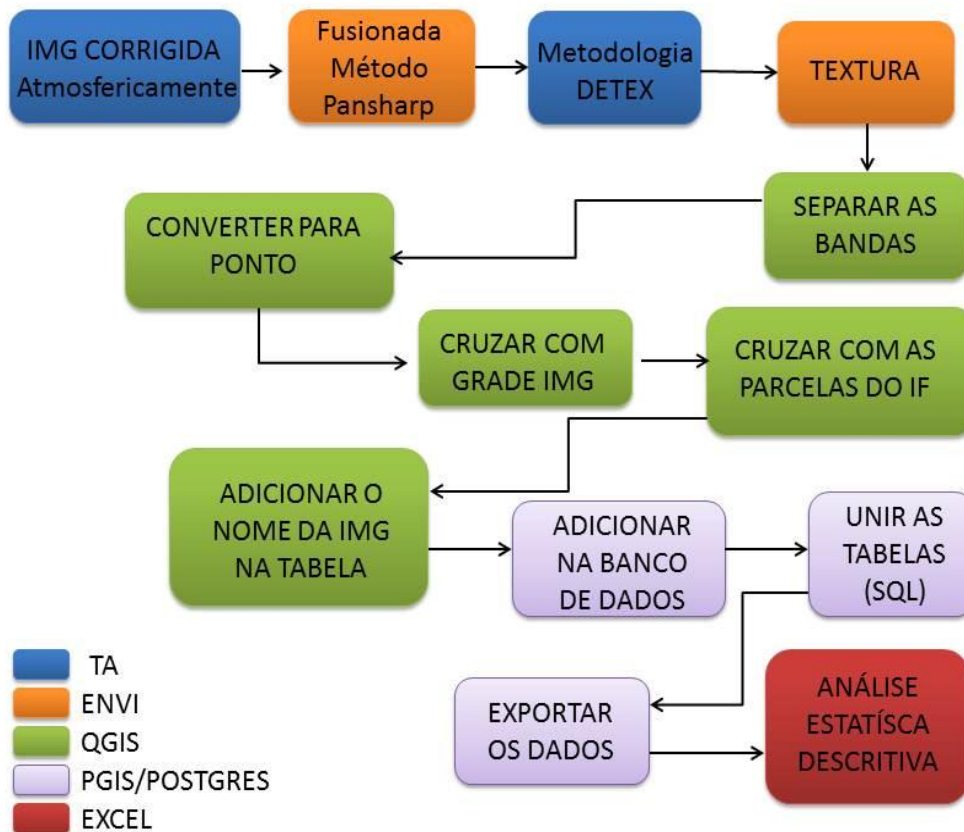 IMG CORRIGIDA
Atmosfericamente
Fusionada
Método
Pansharp
Metodologia
DETEX
TEXTURA
SEPARAR AS
BANDAS
CONVERTER PARA
PONTO
CRUZAR COM
GRADE IMG
CRUZAR COM AS
PARCELAS DO IF
ADICIONAR O
NOME DA IMG
NA TABELA
ADICIONAR
NA BANCO
DE DADOS
UNIR AS
TABELAS
(SQL)
EXPORTAR
OS DADOS
ANÁLISE
ESTATÍSCA
DESCRITIVA
TA
ENVI
QGIS
PGIS/POSTGRES
EXCEL